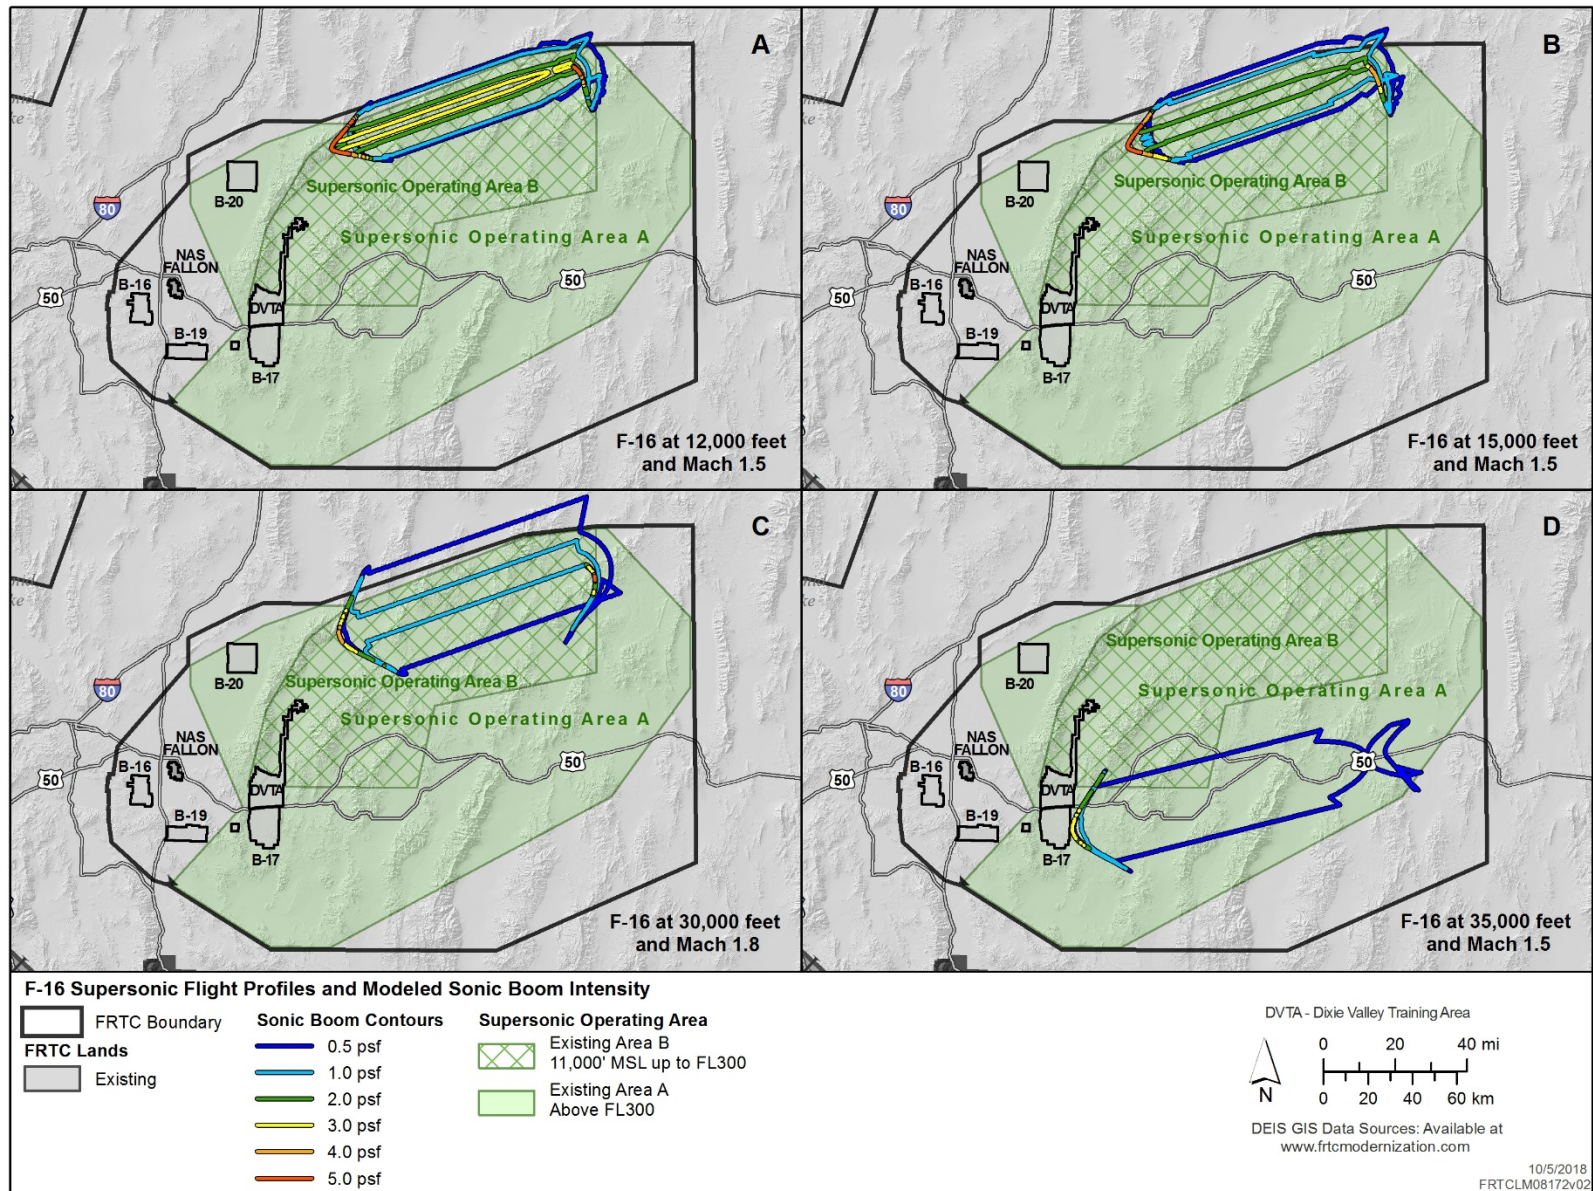 A
Supersonic Operating Area B
B-20
80
Supersonic Operating Area A
NAS
FALLON
B-16
50
50
DVTA
B-19
B-17
F-16 at 12,000 feet
and Mach 1.5
B
Supersonic Operating Area B
B-20
80
Supersonic Operating Area A
NAS
FALLON
B-16
50
50
DVTA
B-19
B-17
F-16 at 15,000 feet
and Mach 1.5
C
B-20
Supersonic Operating Area B
80
Supersonic Operating Area A
NAS
FALLON
B-16
50
50
DVTA
B-19
B-17
F-16 at 30,000 feet
and Mach 1.8
D
Supersonic Operating Area B
B-20
80
Supersonic Operating Area A
NAS
FALLON
B-16
50
50
DVTA
B-19
B-17
F-16 at 35,000 feet
and Mach 1.5
F-16 Supersonic Flight Profiles and Modeled Sonic Boom Intensity
FRTC Boundary
FRTC Lands
Existing
Sonic Boom Contours
0.5 psf
1.0 psf
2.0 psf
3.0 psf
4.0 psf
5.0 psf
Supersonic Operating Area
Existing Area B
11,000' MSL up to FL300
Existing Area A
Above FL300
DVTA - Dixie Valley Training Area
N
0 20 40 mi
0 20 40 60 km
DEIS GIS Data Sources: Available at
www.frtcmodernization.com
10/5/2018
FRTCLM08172v02